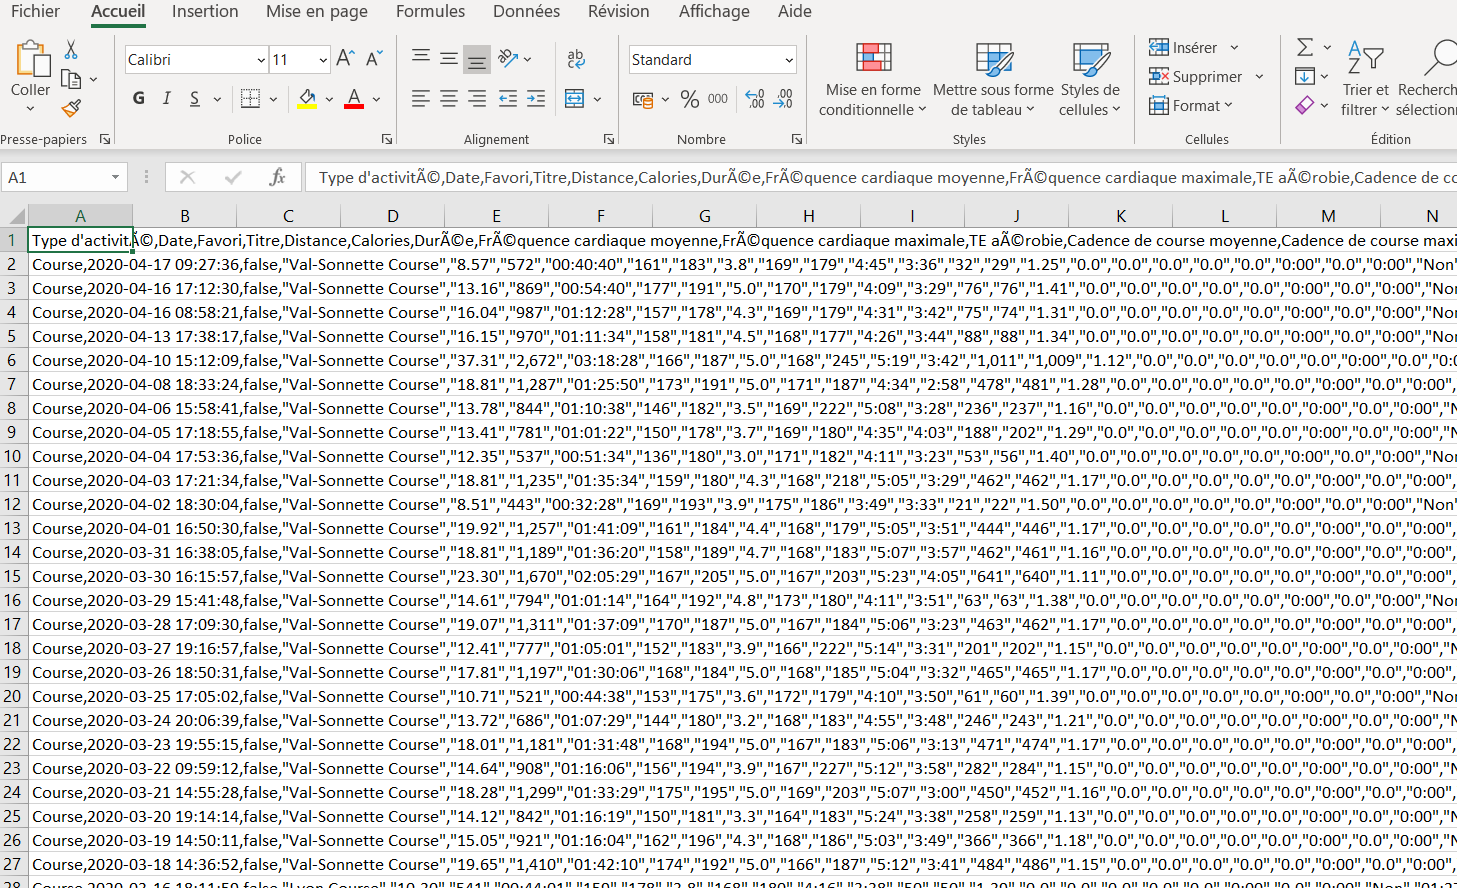 Fichier Accueil Insertion Mise en page Formules Données Révision Affichage Aide
Coller
Presse-papiers
Calibri 11
G I S
Police
Alignement
Standard
% 000
Nombre
Mise en forme conditionnelle
Mettre sous forme de tableau
Styles de cellules
Styles
Insérer
Supprimer
Format
Cellules
Trier et filtrer
Recherch
sélection
Édition
A1 fx Type d'activitÃ©,Date,Favori,Titre,Distance,Calories,DurÃ©e,FrÃ©quence cardiaque moyenne,FrÃ©quence cardiaque maximale,TE aÃ©robie,Cadence de co
A B C D E F G H I J K L M N
1 Type d'activitÃ©,Date,Favori,Titre,Distance,Calories,DurÃ©e,FrÃ©quence cardiaque moyenne,FrÃ©quence cardiaque maximale,TE aÃ©robie,Cadence de course moyenne,Cadence de course maxi
2 Course,2020-04-17 09:27:36,false,"Val-Sonnette Course","8.57","572","00:40:40","161","183","3.8","169","179","4:45","3:36","32","29","1.25","0.0","0.0","0.0","0.0","0.0","0:00","0.0","0:00","Non"
3 Course,2020-04-16 17:12:30,false,"Val-Sonnette Course","13.16","869","00:54:40","177","191","5.0","170","179","4:09","3:29","76","76","1.41","0.0","0.0","0.0","0.0","0.0","0:00","0.0","0:00","Non
4 Course,2020-04-16 08:58:21,false,"Val-Sonnette Course","16.04","987","01:12:28","157","178","4.3","169","179","4:31","3:42","75","74","1.31","0.0","0.0","0.0","0.0","0.0","0:00","0.0","0:00","Non
5 Course,2020-04-13 17:38:17,false,"Val-Sonnette Course","16.15","970","01:11:34","158","181","4.5","168","177","4:26","3:44","88","88","1.34","0.0","0.0","0.0","0.0","0.0","0:00","0.0","0:00","Non
6 Course,2020-04-10 15:12:09,false,"Val-Sonnette Course","37.31","2,672","03:18:28","166","187","5.0","168","245","5:19","3:42","1,011","1,009","1.12","0.0","0.0","0.0","0.0","0.0","0:00","0.0","0:0
7 Course,2020-04-08 18:33:24,false,"Val-Sonnette Course","18.81","1,287","01:25:50","173","191","5.0","171","187","4:34","2:58","478","481","1.28","0.0","0.0","0.0","0.0","0.0","0:00","0.0","0:00",
8 Course,2020-04-06 15:58:41,false,"Val-Sonnette Course","13.78","844","01:10:38","146","182","3.5","169","222","5:08","3:28","236","237","1.16","0.0","0.0","0.0","0.0","0.0","0:00","0.0","0:00","N
9 Course,2020-04-05 17:18:55,false,"Val-Sonnette Course","13.41","781","01:01:22","150","178","3.7","169","180","4:35","4:03","188","202","1.29","0.0","0.0","0.0","0.0","0.0","0:00","0.0","0:00","N
10 Course,2020-04-04 17:53:36,false,"Val-Sonnette Course","12.35","537","00:51:34","136","180","3.0","171","182","4:11","3:23","53","56","1.40","0.0","0.0","0.0","0.0","0.0","0:00","0.0","0:00","Non
11 Course,2020-04-03 17:21:34,false,"Val-Sonnette Course","18.81","1,235","01:35:34","159","180","4.3","168","218","5:05","3:29","462","462","1.17","0.0","0.0","0.0","0.0","0.0","0:00","0.0","0:00",
12 Course,2020-04-02 18:30:04,false,"Val-Sonnette Course","8.51","443","00:32:28","169","193","3.9","175","186","3:49","3:33","21","22","1.50","0.0","0.0","0.0","0.0","0.0","0:00","0.0","0:00","Non"
13 Course,2020-04-01 16:50:30,false,"Val-Sonnette Course","19.92","1,257","01:41:09","161","184","4.4","168","179","5:05","3:51","444","446","1.17","0.0","0.0","0.0","0.0","0.0","0:00","0.0","0:00",
14 Course,2020-03-31 16:38:05,false,"Val-Sonnette Course","18.81","1,189","01:36:20","158","189","4.7","168","183","5:07","3:57","462","461","1.16","0.0","0.0","0.0","0.0","0.0","0:00","0.0","0:00",
15 Course,2020-03-30 16:15:57,false,"Val-Sonnette Course","23.30","1,670","02:05:29","167","205","5.0","167","203","5:23","4:05","641","640","1.11","0.0","0.0","0.0","0.0","0.0","0:00","0.0","0:00",
16 Course,2020-03-29 15:41:48,false,"Val-Sonnette Course","14.61","794","01:01:14","164","192","4.8","173","180","4:11","3:51","63","63","1.38","0.0","0.0","0.0","0.0","0.0","0:00","0.0","0:00","Non
17 Course,2020-03-28 17:09:30,false,"Val-Sonnette Course","19.07","1,311","01:37:09","170","187","5.0","167","184","5:06","3:23","463","462","1.17","0.0","0.0","0.0","0.0","0.0","0:00","0.0","0:00",
18 Course,2020-03-27 19:16:57,false,"Val-Sonnette Course","12.41","777","01:05:01","152","183","3.9","166","222","5:14","3:31","201","202","1.15","0.0","0.0","0.0","0.0","0.0","0:00","0.0","0:00","N
19 Course,2020-03-26 18:50:31,false,"Val-Sonnette Course","17.81","1,197","01:30:06","168","184","5.0","168","185","5:04","3:32","465","465","1.17","0.0","0.0","0.0","0.0","0.0","0:00","0.0","0:00",
20 Course,2020-03-25 17:05:02,false,"Val-Sonnette Course","10.71","521","00:44:38","153","175","3.6","172","179","4:10","3:50","61","60","1.39","0.0","0.0","0.0","0.0","0.0","0:00","0.0","0:00","Non
21 Course,2020-03-24 20:06:39,false,"Val-Sonnette Course","13.72","686","01:07:29","144","180","3.2","168","183","4:55","3:48","246","243","1.21","0.0","0.0","0.0","0.0","0.0","0:00","0.0","0:00","N
22 Course,2020-03-23 19:55:15,false,"Val-Sonnette Course","18.01","1,181","01:31:48","168","194","5.0","167","183","5:06","3:13","471","474","1.17","0.0","0.0","0.0","0.0","0.0","0:00","0.0","0:00",
23 Course,2020-03-22 09:59:12,false,"Val-Sonnette Course","14.64","908","01:16:06","156","194","3.9","167","227","5:12","3:58","282","284","1.15","0.0","0.0","0.0","0.0","0.0","0:00","0.0","0:00","N
24 Course,2020-03-21 14:55:28,false,"Val-Sonnette Course","18.28","1,299","01:33:29","175","195","5.0","169","203","5:07","3:00","450","452","1.16","0.0","0.0","0.0","0.0","0.0","0:00","0.0","0:00",
25 Course,2020-03-20 19:14:14,false,"Val-Sonnette Course","14.12","842","01:16:19","150","181","3.3","164","183","5:24","3:38","258","259","1.13","0.0","0.0","0.0","0.0","0.0","0:00","0.0","0:00","N
26 Course,2020-03-19 14:50:11,false,"Val-Sonnette Course","15.05","921","01:16:04","162","196","4.3","168","186","5:03","3:49","366","366","1.18","0.0","0.0","0.0","0.0","0.0","0:00","0.0","0:00","N
27 Course,2020-03-18 14:36:52,false,"Val-Sonnette Course","19.65","1,410","01:42:10","174","192","5.0","166","187","5:12","3:41","484","486","1.15","0.0","0.0","0.0","0.0","0.0","0:00","0.0","0:00",